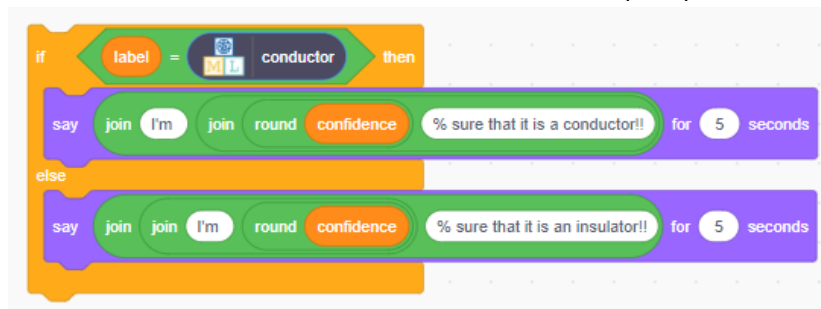 if label = ML conductor then
say join I'm join round confidence % sure that it is a conductor!! for 5 seconds
else
say join join I'm round confidence % sure that it is an insulator!! for 5 seconds